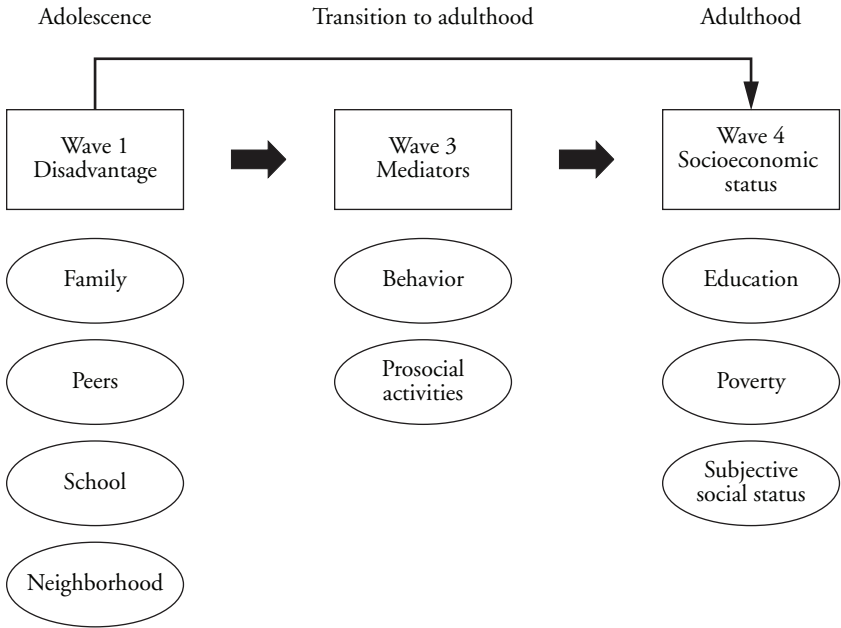 Adolescence
Transition to adulthood
Adulthood
Wave 1
Disadvantage
Wave 3
Mediators
Wave 4
Socioeconomic
status
Family
Behavior
Education
Peers
Prosocial
activities
Poverty
School
Subjective
social status
Neighborhood